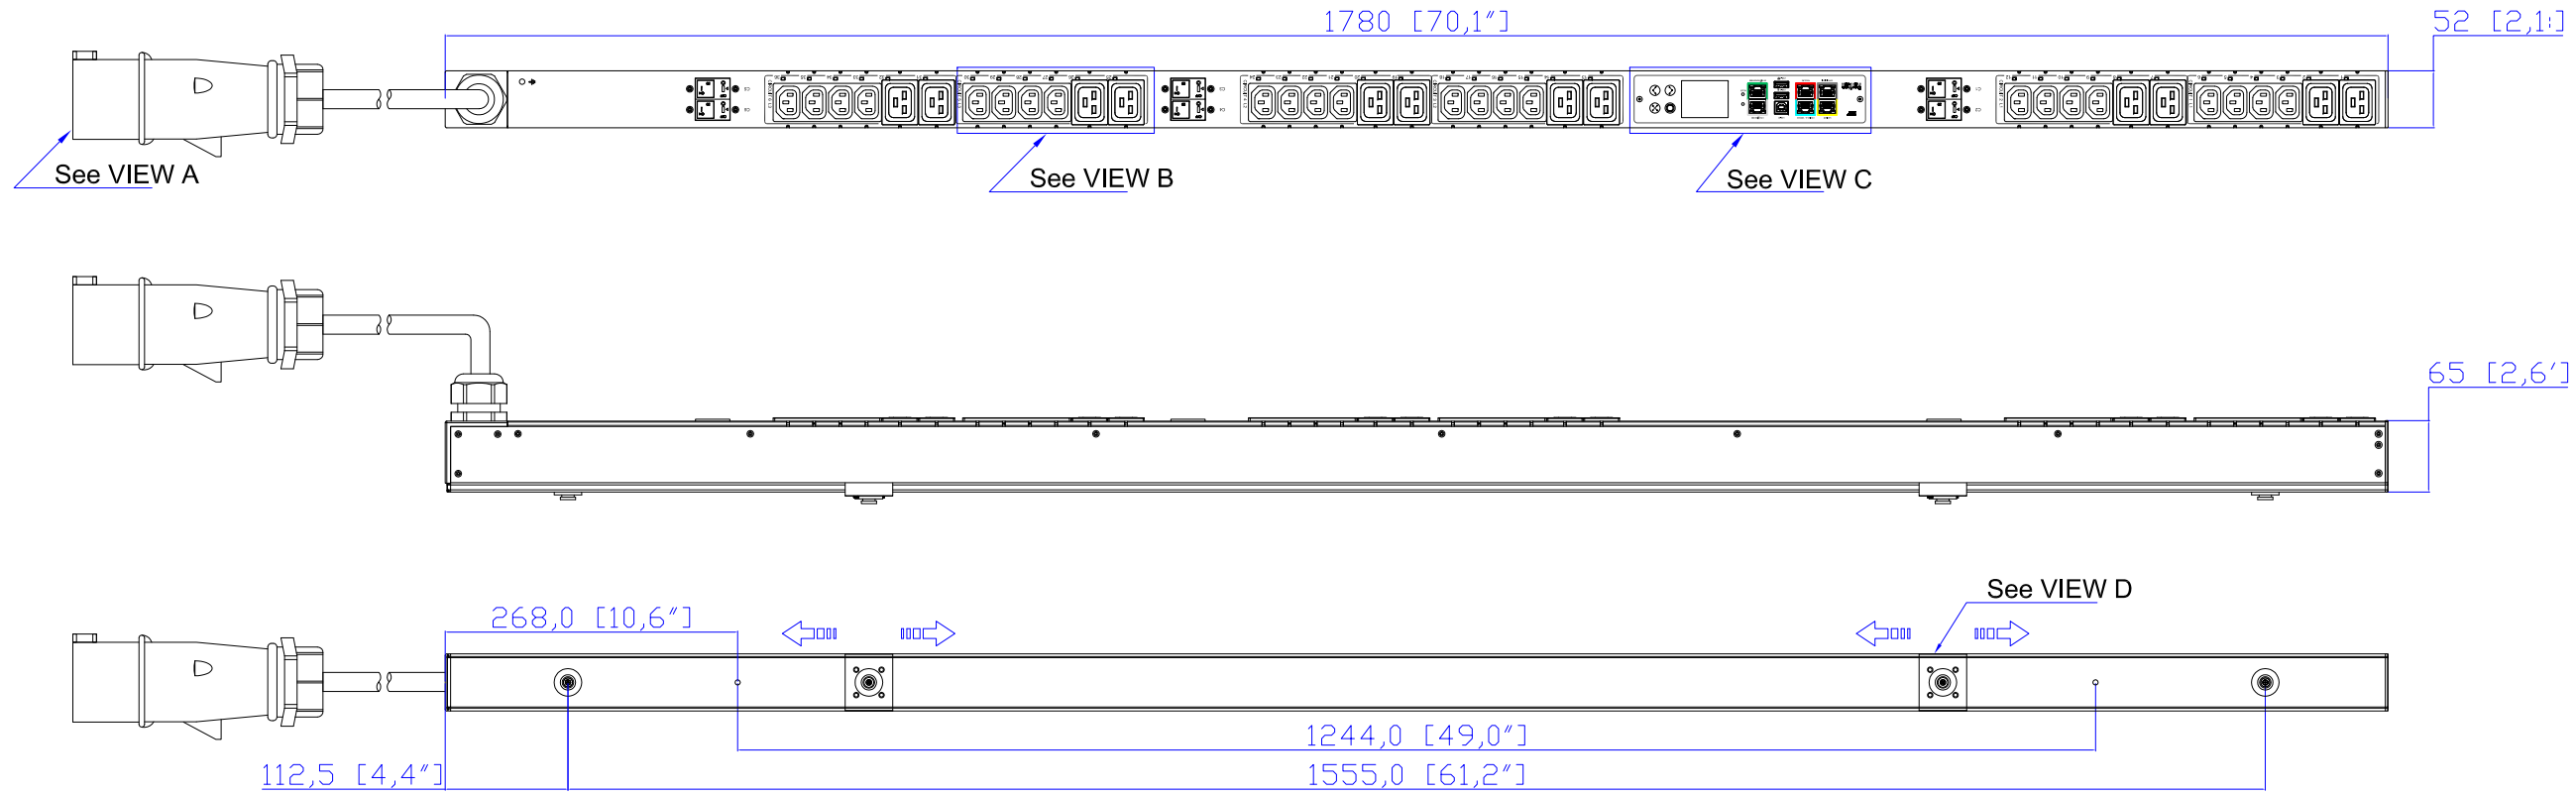 1780 [70,1"]
52 [2,1"]
See VIEW A
See VIEW B
See VIEW C
65 [2,6"]
See VIEW D
268,0 [10,6"]
1244,0 [49,0"]
112,5 [4,4"]
1555,0 [61,2"]